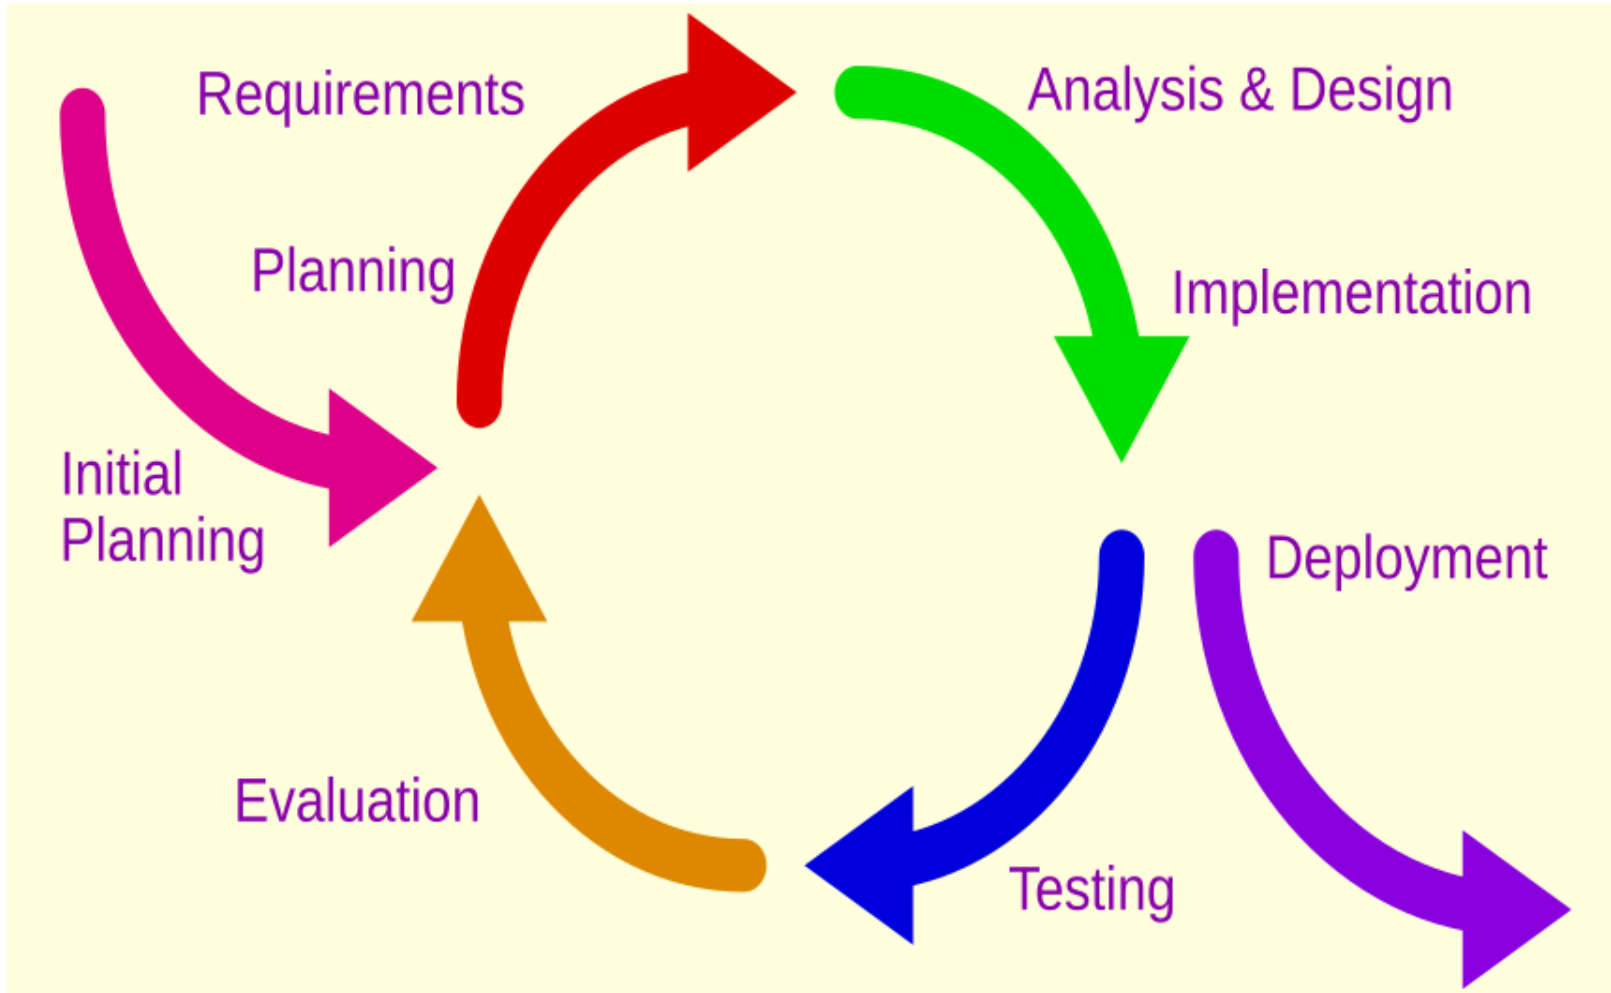 Requirements
Analysis & Design
Planning
Implementation
Initial
Planning
Deployment
Evaluation
Testing